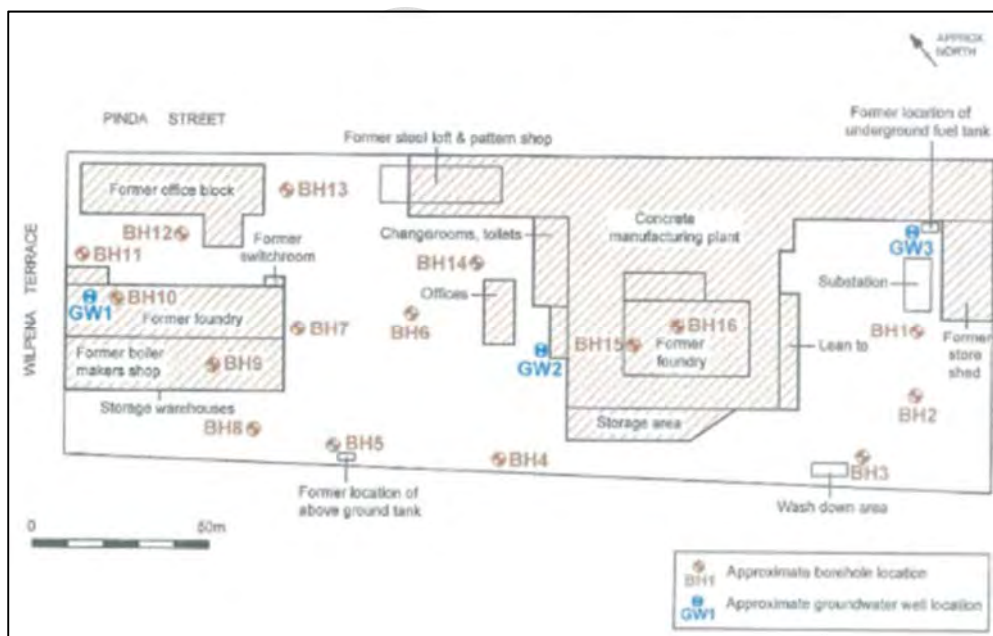 APPROX
NORTH
PINDA STREET
Former location of
underground fuel tank
Former steel loft & pattern shop
Former office block
BH13
Concrete
manufacturing plant
BH12
Former
switchroom
Changerooms, toilets
GW3
BH11
BH14
Substation
WILPENA TERRACE
GW1
BH10
Offices
Former foundry
BH6
BH7
BH16
BH1
BH15
Former
foundry
Lean to
Former
store
shed
Former boiler
makers shop
BH9
GW2
BH2
Storage warehouses
BH8
Storage area
BH5
BH4
BH3
Former location of
above ground tank
Wash down area
0 50m
BH1 Approximate borehole location
GW1 Approximate groundwater well location